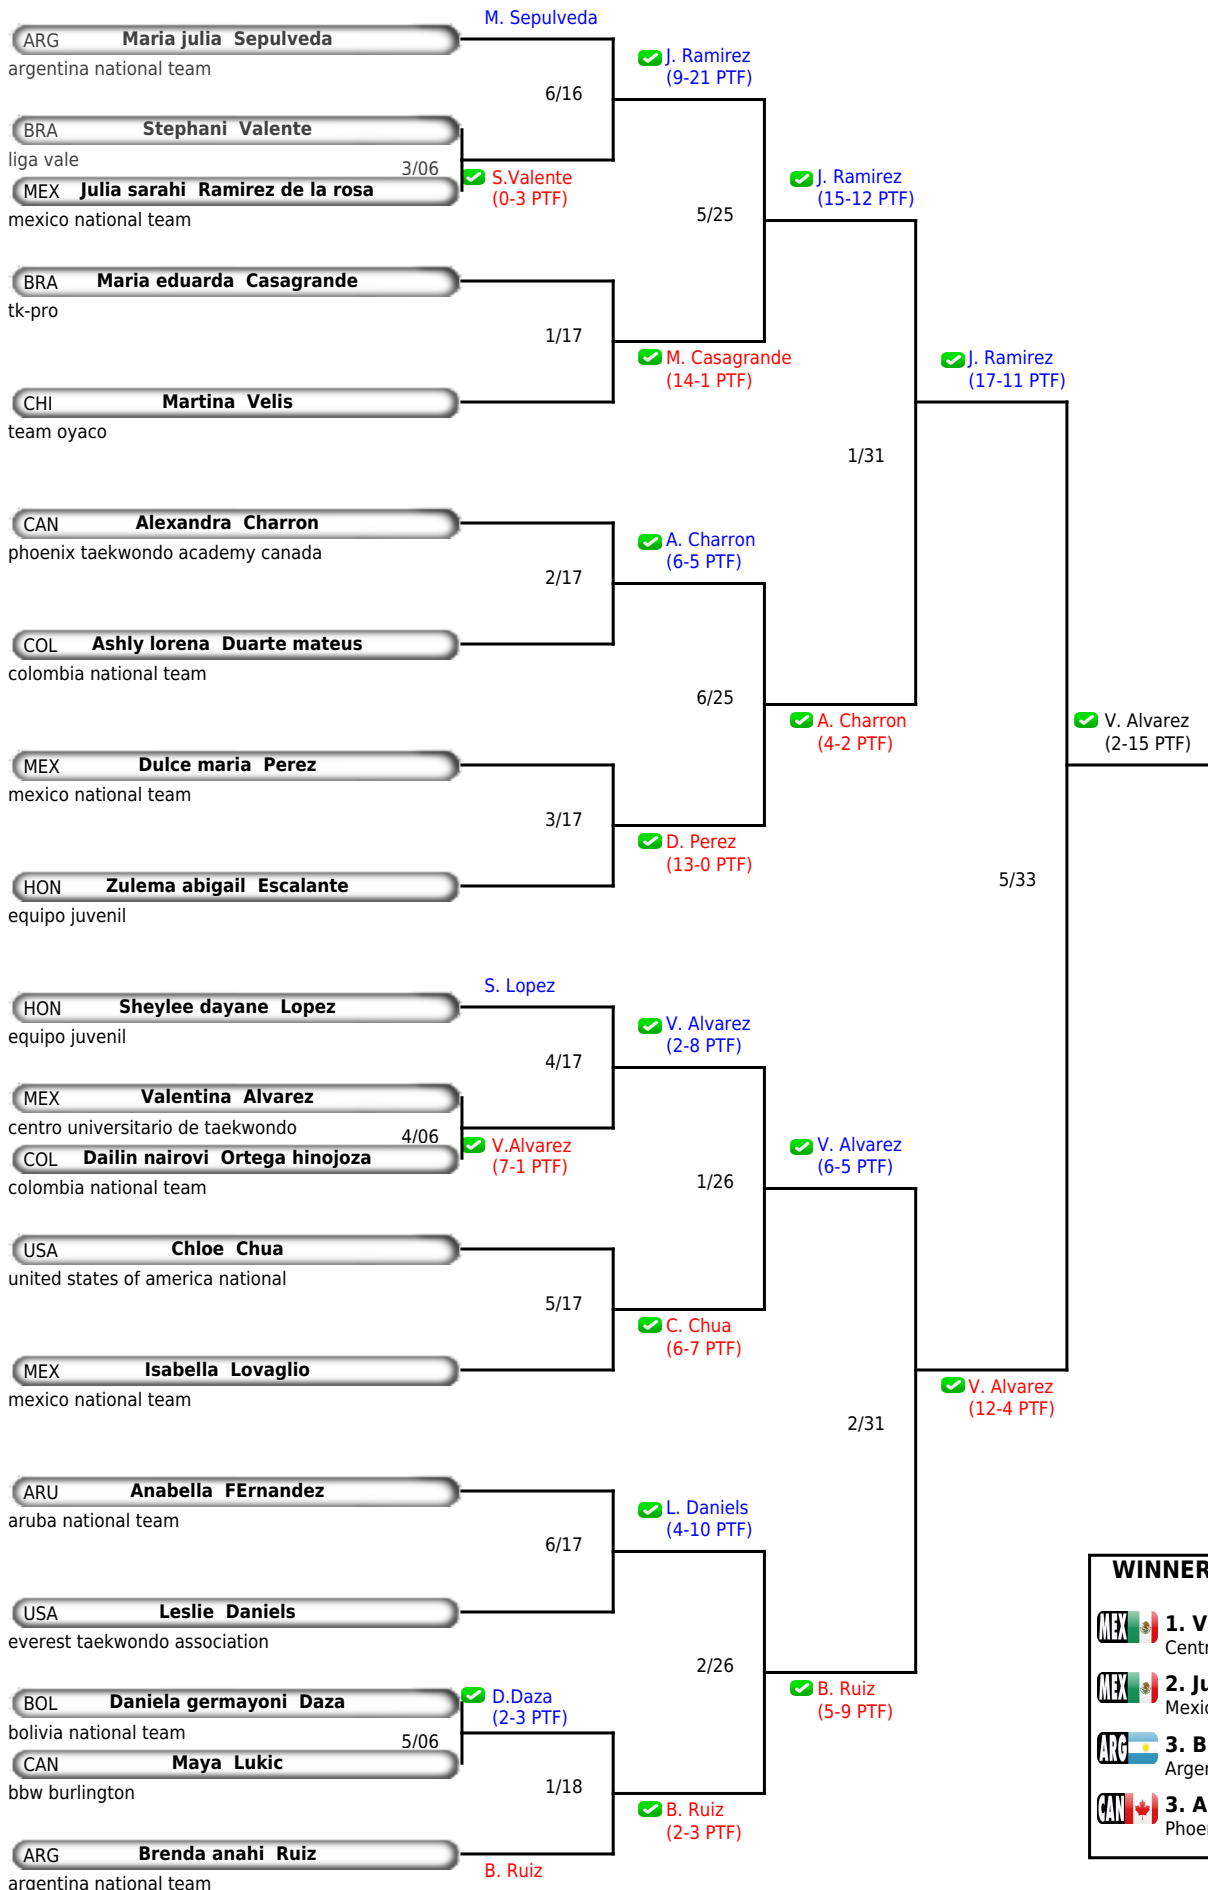 M. Sepulveda
ARG Maria julia Sepulveda
argentina national team
J. Ramirez
(9-21 PTF)
6/16
BRA Stephani Valente
liga vale
3/06
MEX Julia sarahi Ramirez de la rosa
mexico national team
S.Valente
(0-3 PTF)
J. Ramirez
(15-12 PTF)
5/25
BRA Maria eduarda Casagrande
tk-pro
1/17
M. Casagrande
(14-1 PTF)
J. Ramirez
(17-11 PTF)
CHI Martina Velis
team oyaco
1/31
CAN Alexandra Charron
phoenix taekwondo academy canada
A. Charron
(6-5 PTF)
2/17
COL Ashly lorena Duarte mateus
colombia national team
6/25
A. Charron
(4-2 PTF)
V. Alvarez
(2-15 PTF)
MEX Dulce maria Perez
mexico national team
3/17
D. Perez
(13-0 PTF)
HON Zulema abigail Escalante
equipo juvenil
5/33
S. Lopez
HON Sheylee dayane Lopez
equipo juvenil
V. Alvarez
(2-8 PTF)
4/17
MEX Valentina Alvarez
centro universitario de taekwondo
4/06
COL Dailin nairovi Ortega hinojoza
colombia national team
V.Alvarez
(7-1 PTF)
V. Alvarez
(6-5 PTF)
1/26
USA Chloe Chua
united states of america national
5/17
C. Chua
(6-7 PTF)
MEX Isabella Lovaglio
mexico national team
V. Alvarez
(12-4 PTF)
2/31
ARU Anabella FErnandez
aruba national team
L. Daniels
(4-10 PTF)
6/17
USA Leslie Daniels
everest taekwondo association
2/26
BOL Daniela germayoni Daza
bolivia national team
D.Daza
(2-3 PTF)
5/06
CAN Maya Lukic
bbw burlington
B. Ruiz
(5-9 PTF)
1/18
B. Ruiz
(2-3 PTF)
ARG Brenda anahi Ruiz
argentina national team
B. Ruiz
WINNER
MEX 1. V
Centr
MEX 2. Ju
Mexic
ARG 3. B
Argen
CAN 3. A
Phoen